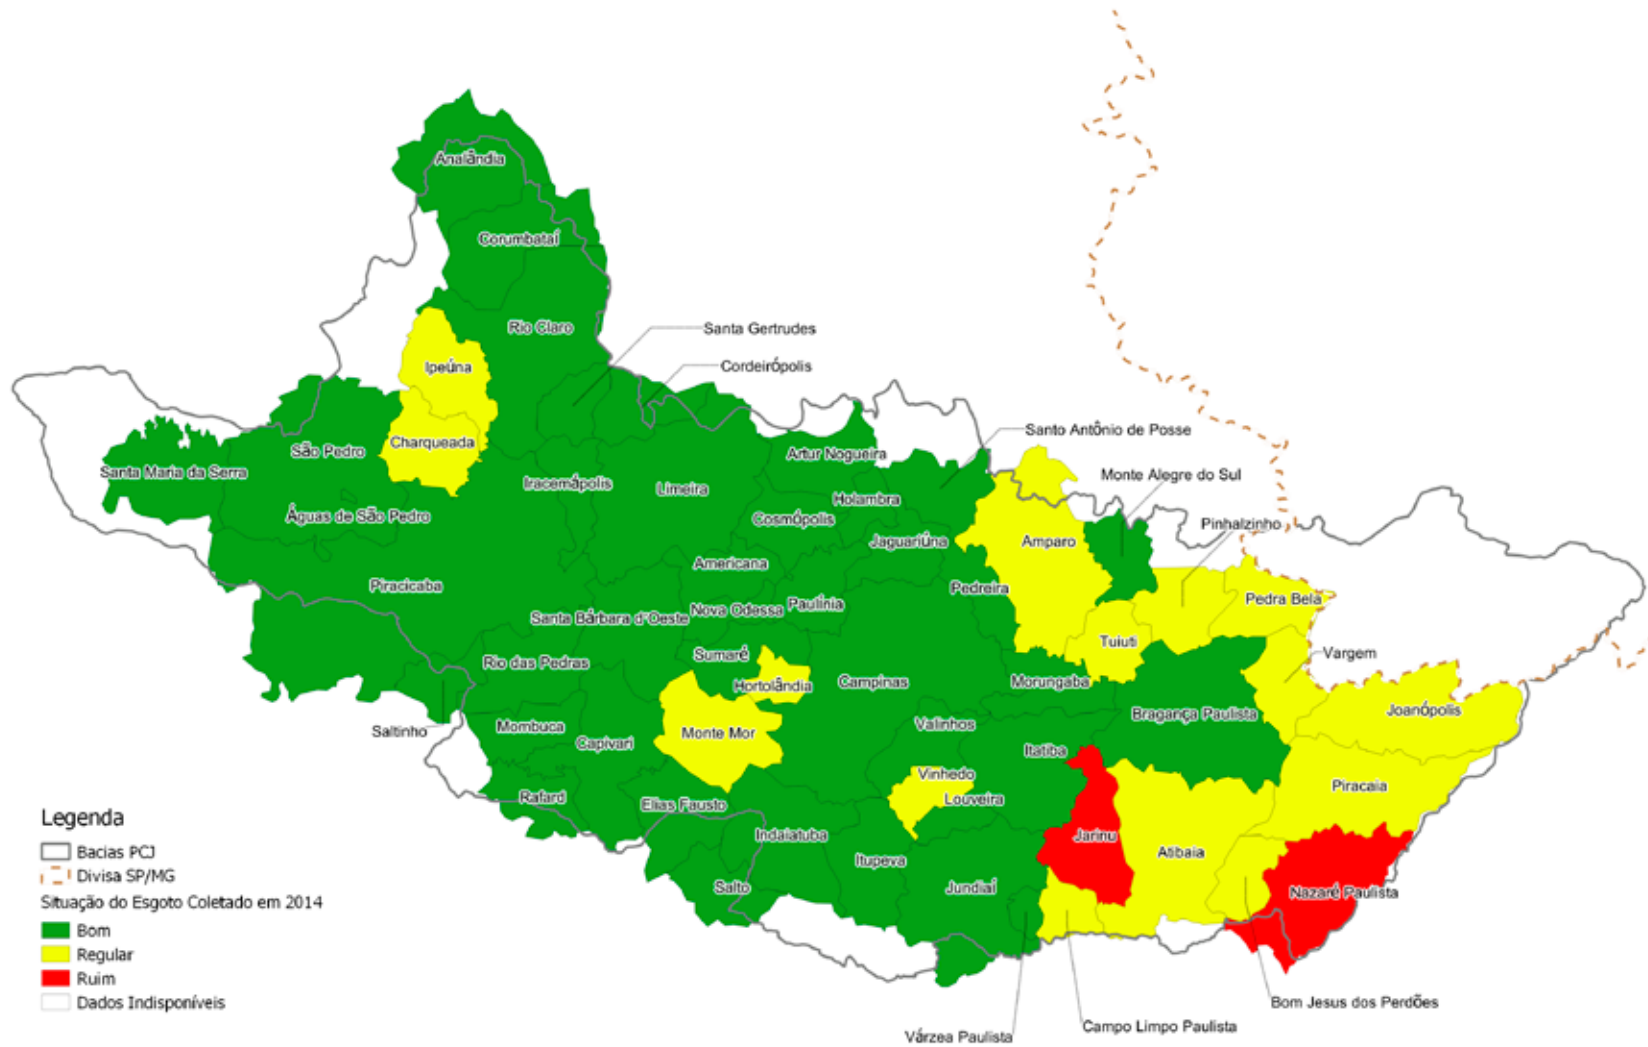 Analândia
Corumbataí
Rio Claro
Santa Gertrudes
Ipeúna
Cordeirópolis
Santo Antônio de Posse
Charqueada
São Pedro
Artur Nogueira
Santa Maria da Serra
Monte Alegre do Sul
Iracemápolis
Limeira
Holambra
Águas de São Pedro
Cosmópolis
Pinhalzinho
Jaguariúna
Amparo
Americana
Piracicaba
Pedreira
Pedra Bela
Paulínia
Nova Odessa
Santa Bárbara d'Oeste
Tuiuti
Vargem
Sumaré
Rio das Pedras
Hortolândia
Campinas
Morungaba
Joanópolis
Bragança Paulista
Saltinho
Mombuca
Monte Mor
Valinhos
Capivari
Itatiba
Vinhedo
Piracaia
Rafard
Louveira
Elias Fausto
Indaiatuba
Jarinu
Atibaia
Itupeva
Salto
Jundiaí
Nazaré Paulista
Bom Jesus dos Perdões
Campo Limpo Paulista
Várzea Paulista
Legenda
Bacias PCJ
Divisa SP/MG
Situação do Esgoto Coletado em 2014
Bom
Regular
Ruim
Dados Indisponíveis